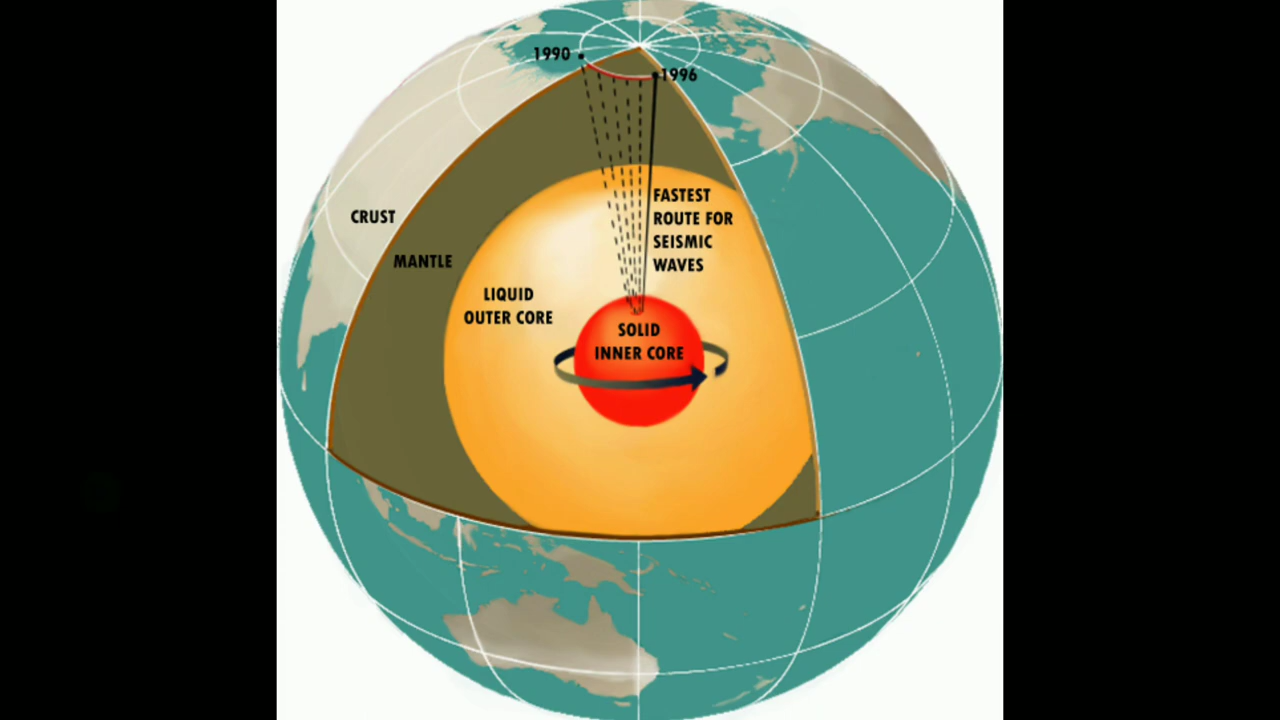 1990
1996
FASTEST
ROUTE FOR
SEISMIC
WAVES
CRUST
MANTLE
LIQUID
OUTER CORE
SOLID
INNER CORE